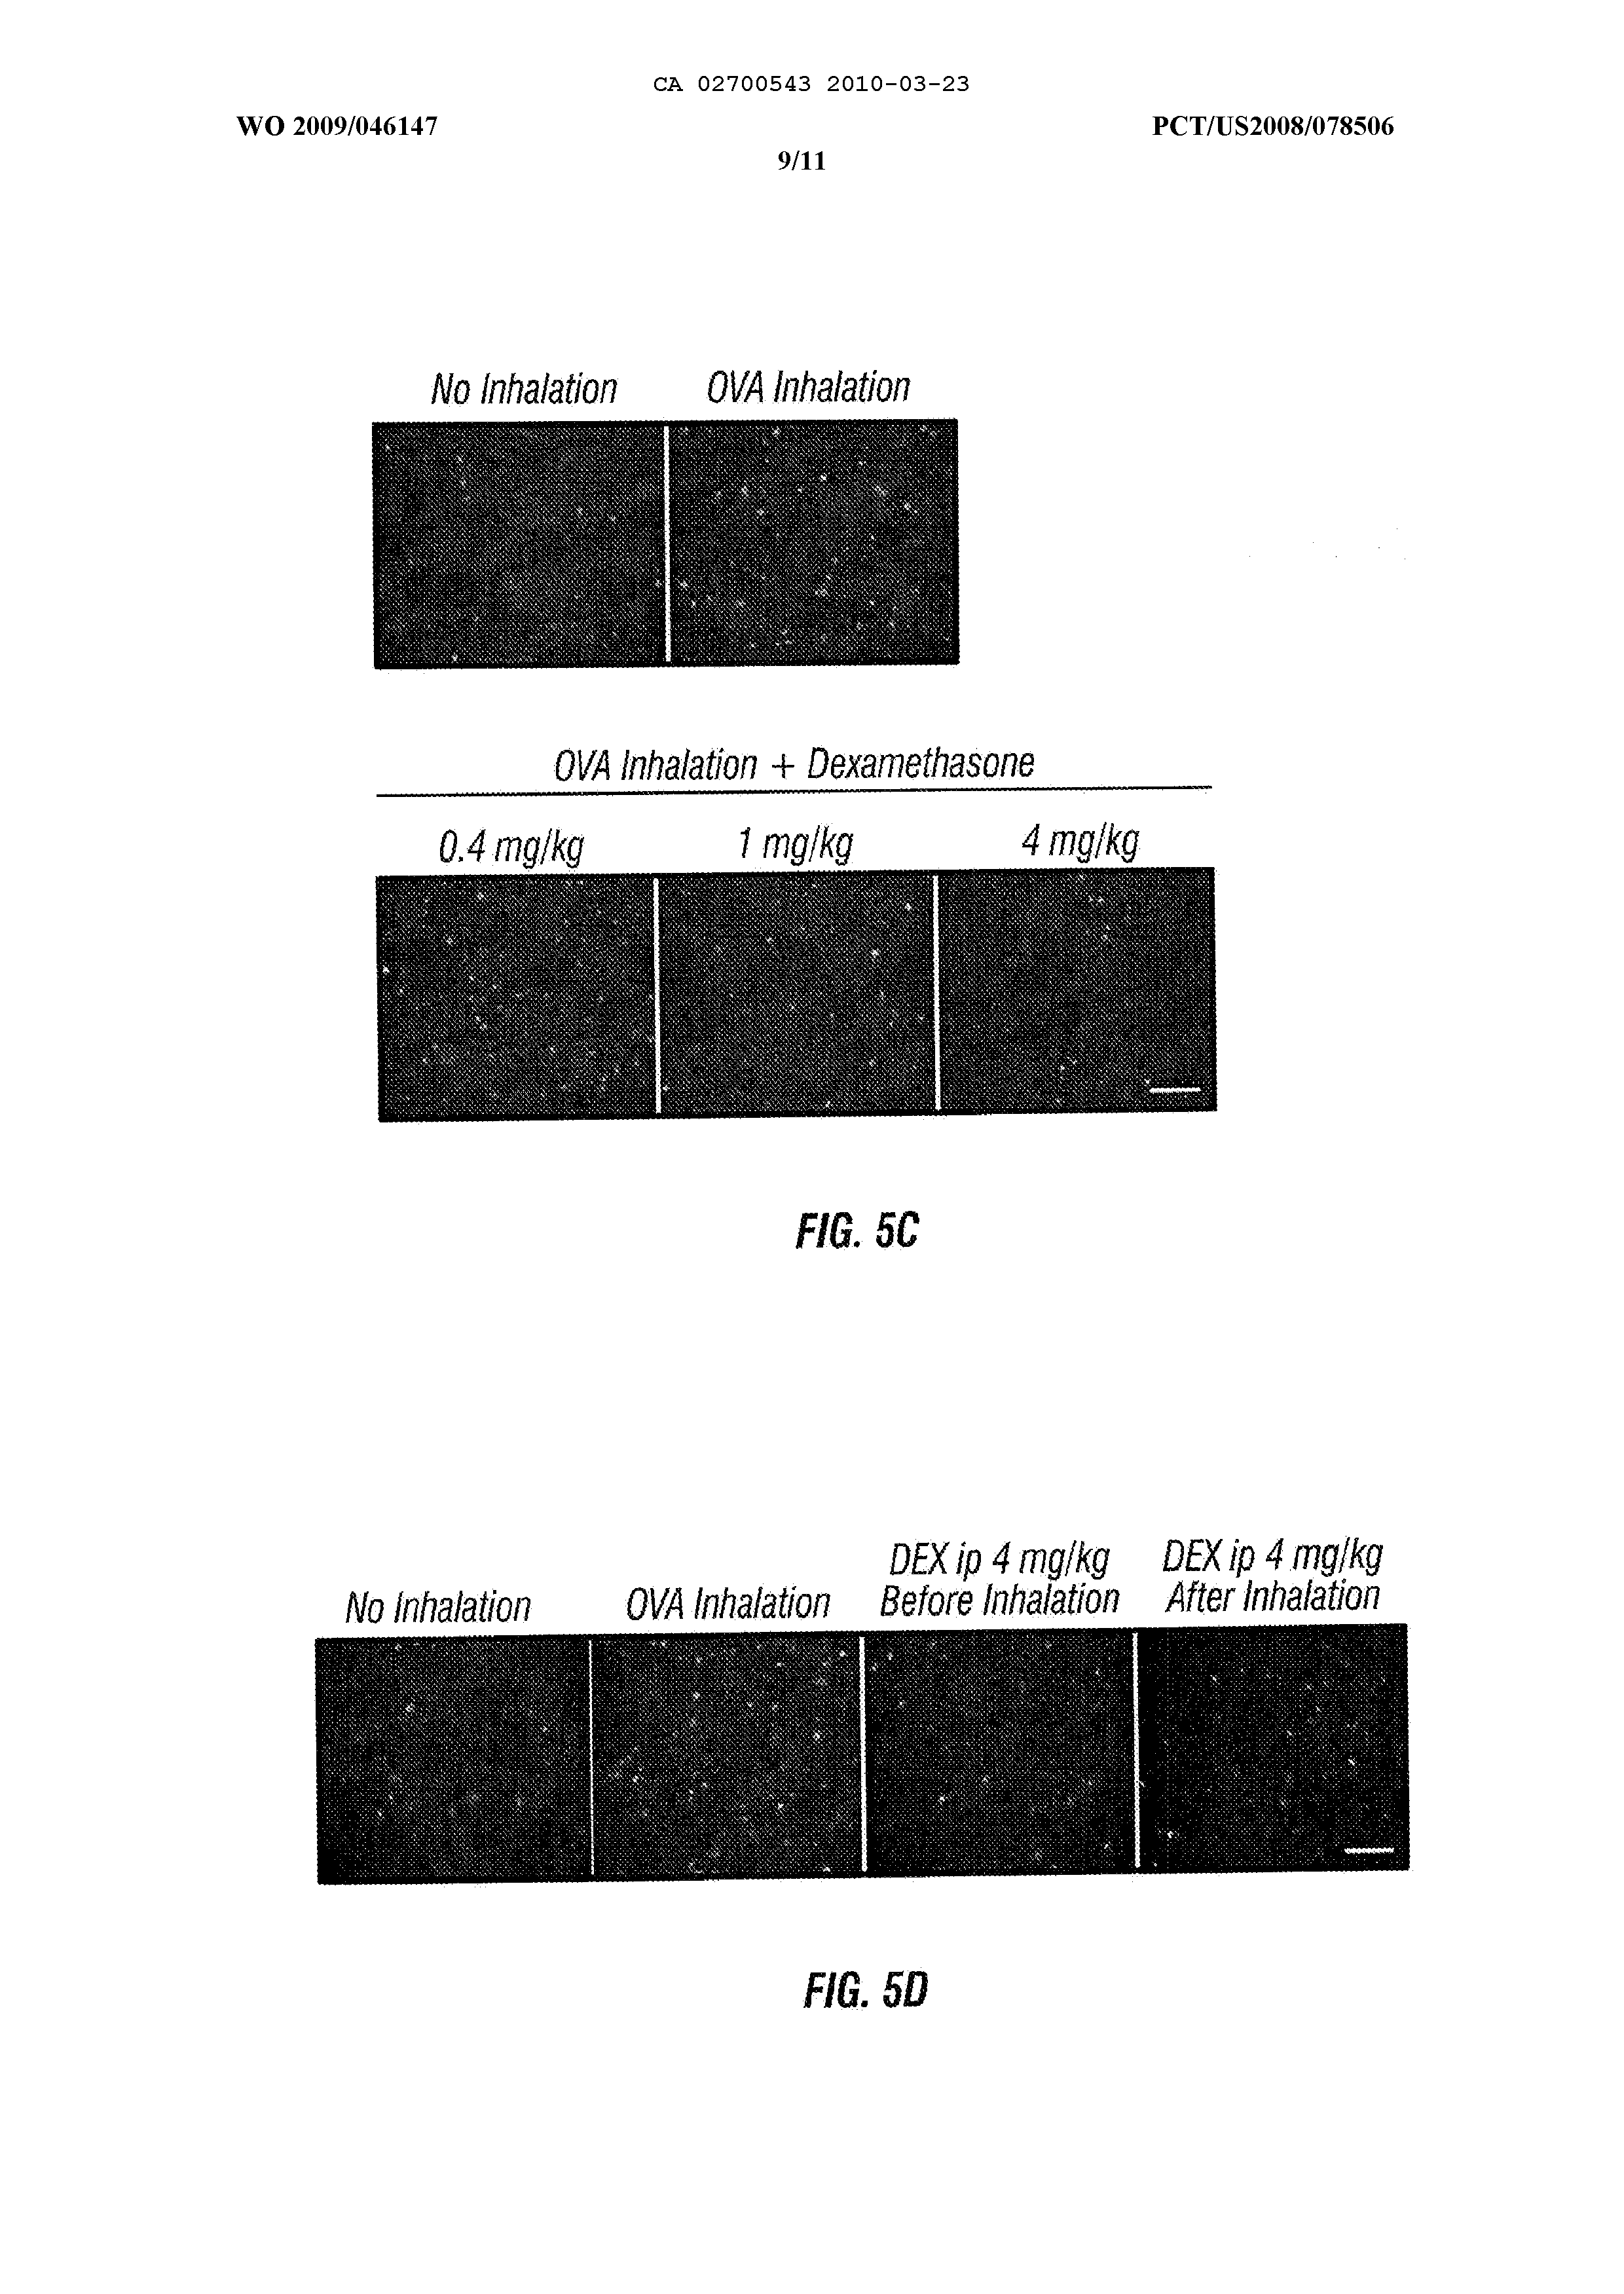 CA 02700543 2010-03-23
WO 2009/046147
PCT/US2008/078506
9/11
No Inhalation
OVA Inhalation
OVA Inhalation + Dexamethasone
0.4 mg/kg
1 mg/kg
4 mg/kg
FIG. 5C
No Inhalation
OVA Inhalation
DEX ip 4 mg/kg
Before Inhalation
DEX ip 4 mg/kg
After Inhalation
FIG. 5D